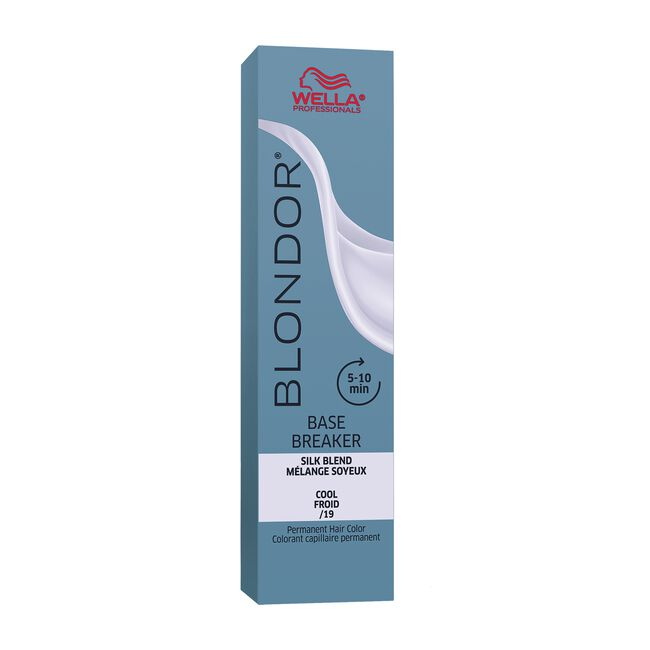 WELLA®
PROFESSIONALS
BLONDOR®
5-10
min
BASE
BREAKER
SILK BLEND
MÉLANGE SOYEUX
COOL
FROID
/19
Permanent Hair Color
Colorant capillaire permanent